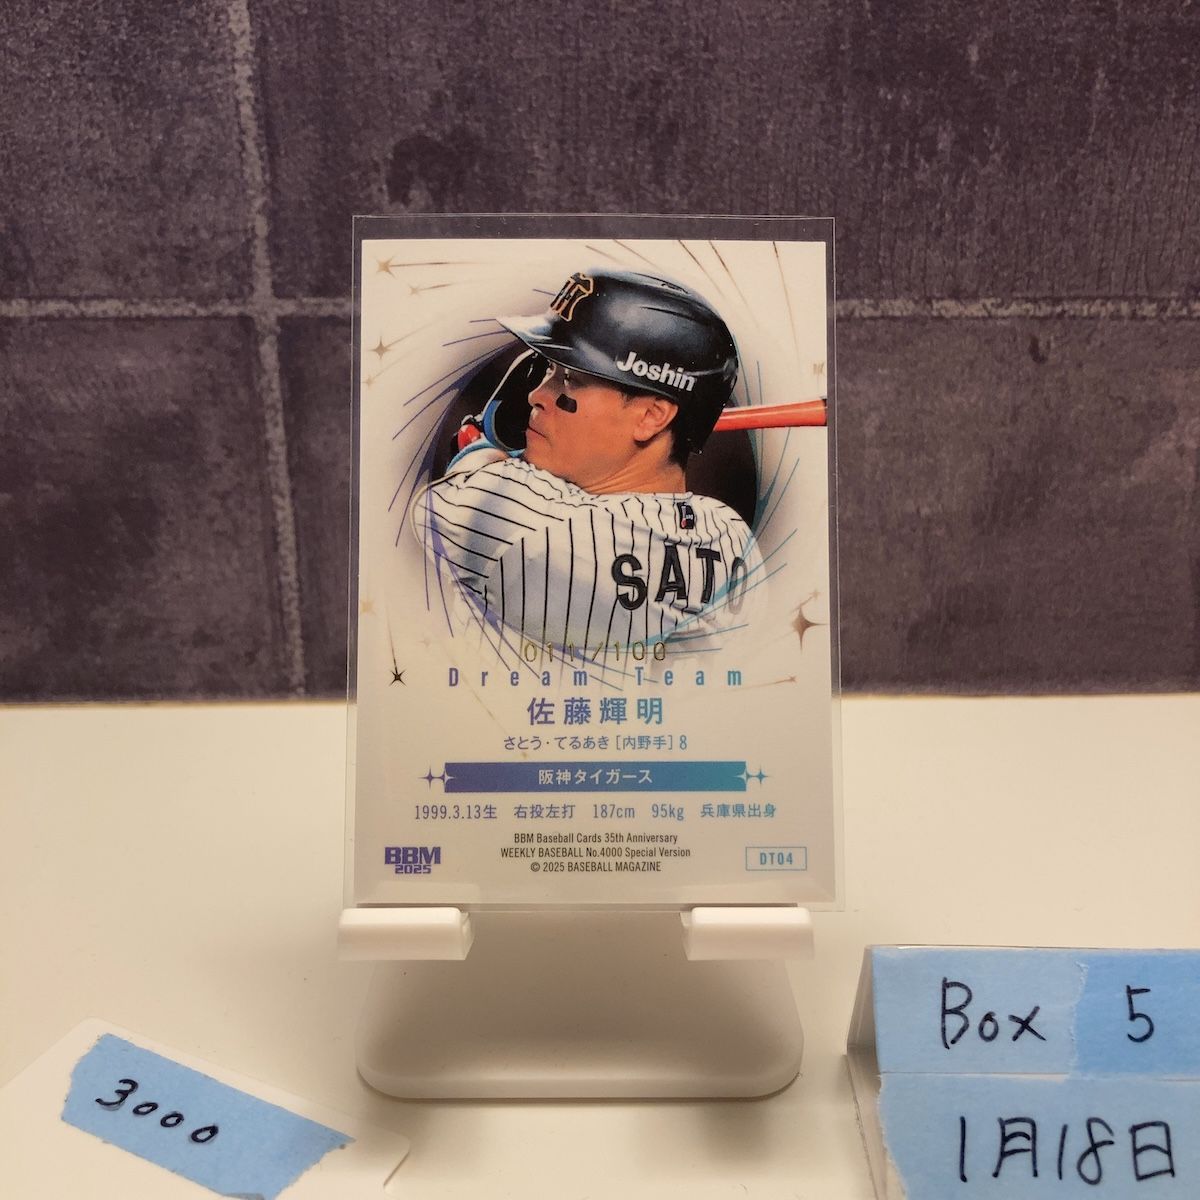 Joshin
SATO
011/100
Dream Team
佐藤輝明
さとう・てるあき[内野手]8
阪神タイガース
1999.3.13生 右投左打 187cm 95kg 兵庫県出身
BBM Baseball Cards 35th Anniversary
WEEKLY BASEBALL No.4000 Special Version
© 2025 BASEBALL MAGAZINE
BBM
2025
DT04
3000
Box 5
1月18日